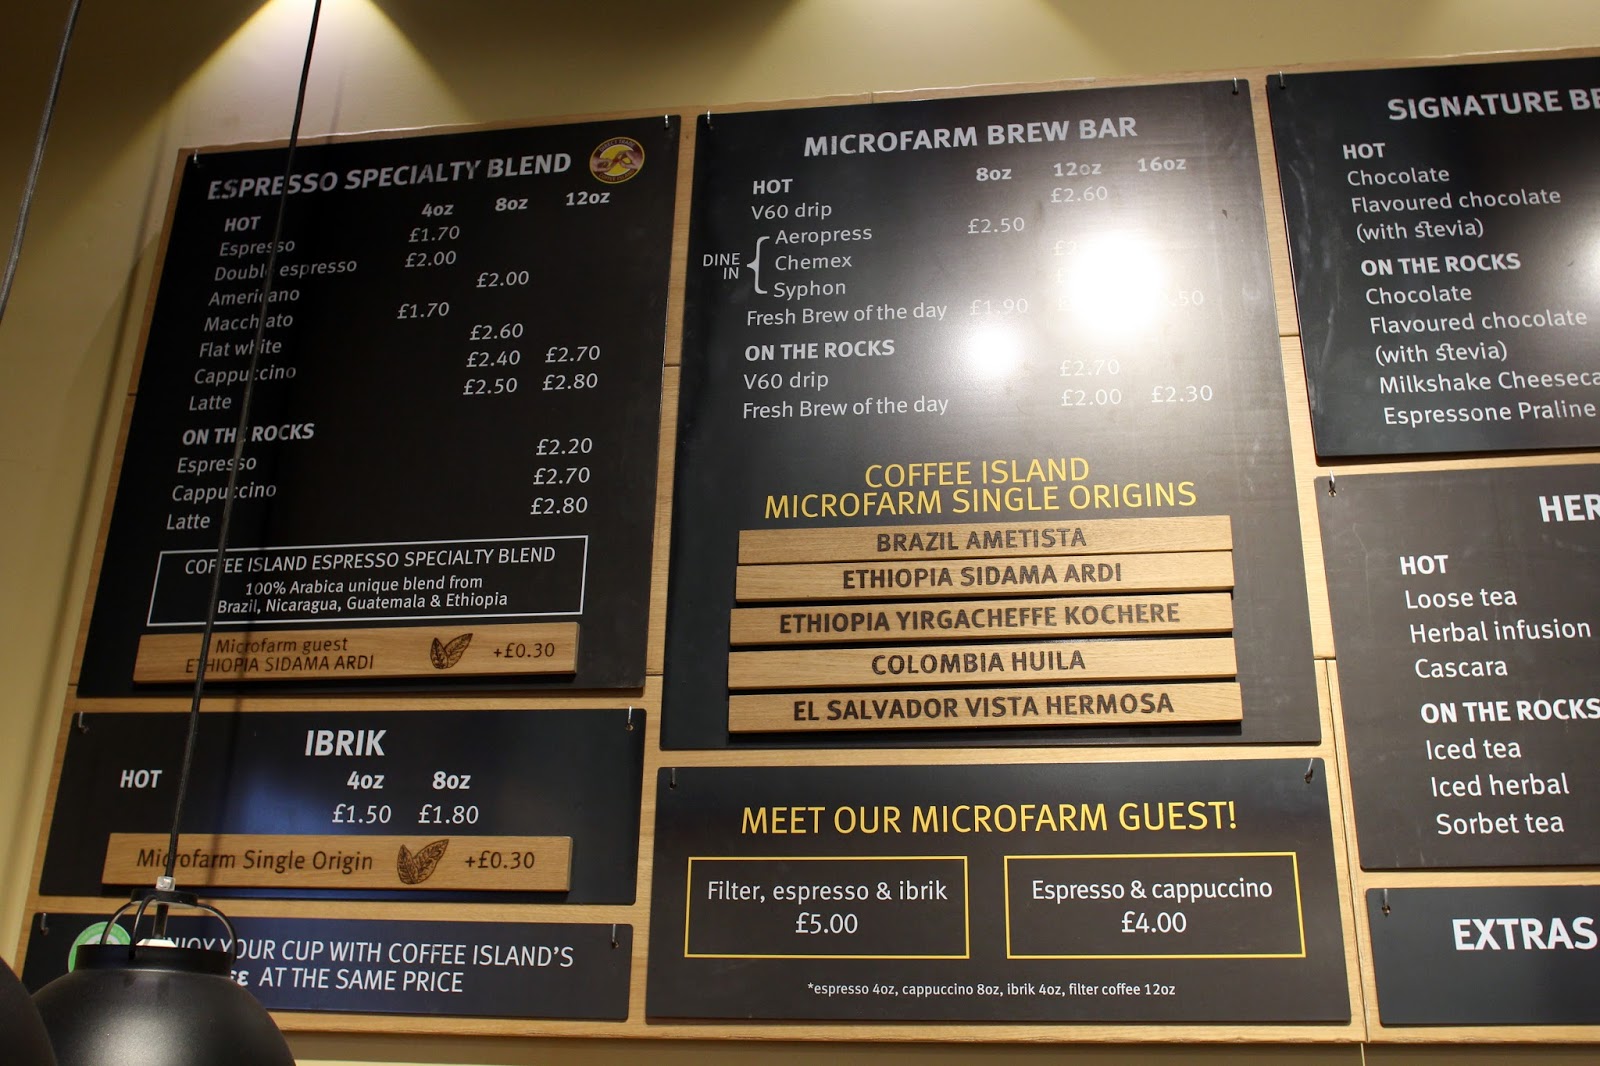 ESPRESSO SPECIALTY BLEND
HOT 4oz 8oz 12oz
Espresso £1.70
Double espresso £2.00
Americano £2.00
Macchiato £1.70
Flat white £2.60
Cappuccino £2.40 £2.70
Latte £2.50 £2.80
ON THE ROCKS
Espresso £2.20
Cappuccino £2.70
Latte £2.80
COFFEE ISLAND ESPRESSO SPECIALTY BLEND
100% Arabica unique blend from
Brazil, Nicaragua, Guatemala & Ethiopia
Microfarm guest
ETHIOPIA SIDAMA ARDI +£0.30
IBRIK
HOT 4oz 8oz
£1.50 £1.80
Microfarm Single Origin +£0.30
ENJOY YOUR CUP WITH COFFEE ISLAND'S
AT THE SAME PRICE
MICROFARM BREW BAR
HOT 8oz 12oz 16oz
V60 drip £2.60
DINE IN
Aeropress £2.50
Chemex
Syphon
Fresh Brew of the day £1.90
ON THE ROCKS
V60 drip £2.70
Fresh Brew of the day £2.00 £2.30
COFFEE ISLAND
MICROFARM SINGLE ORIGINS
BRAZIL AMETISTA
ETHIOPIA SIDAMA ARDI
ETHIOPIA YIRGACHEFFE KOCHERE
COLOMBIA HUILA
EL SALVADOR VISTA HERMOSA
MEET OUR MICROFARM GUEST!
Filter, espresso & ibrik
£5.00
Espresso & cappuccino
£4.00
*espresso 4oz, cappuccino 8oz, ibrik 4oz, filter coffee 12oz
SIGNATURE BE
HOT
Chocolate
Flavoured chocolate
(with stevia)
ON THE ROCKS
Chocolate
Flavoured chocolate
(with stevia)
Milkshake Cheeseca
Espressone Praline
HER
HOT
Loose tea
Herbal infusion
Cascara
ON THE ROCKS
Iced tea
Iced herbal
Sorbet tea
EXTRAS